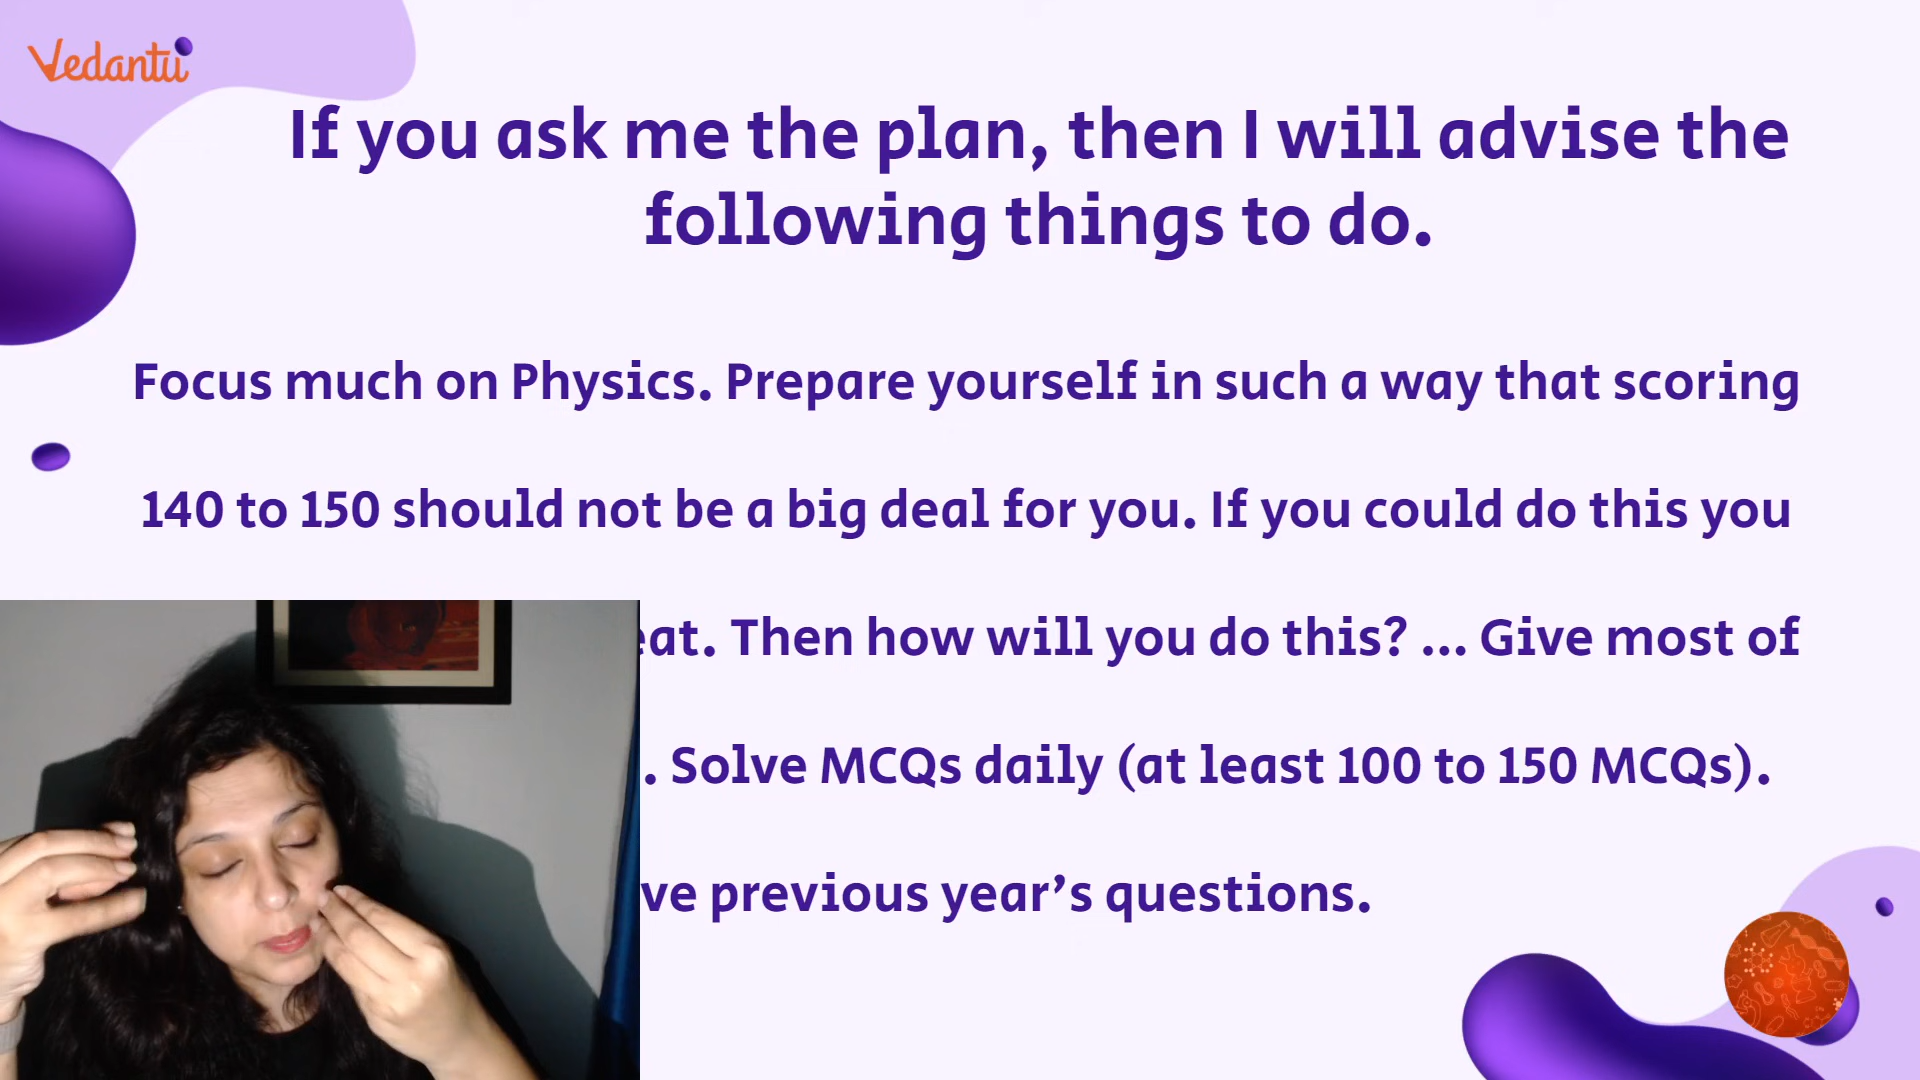 Vedantu
If you ask me the plan, then I will advise the
following things to do.
Focus much on Physics. Prepare yourself in such a way that scoring
140 to 150 should not be a big deal for you. If you could do this you
Then how will you do this? ... Give most of
. Solve MCQs daily (at least 100 to 150 MCQs).
previous year’s questions.